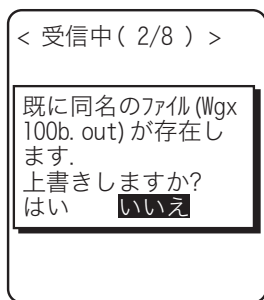 < 受信中( 2/8 ) >
既に同名のﾌｧｲﾙ(Wgx
100b. out)が存在し
ます.
上書きしますか?
はい　　いいえ